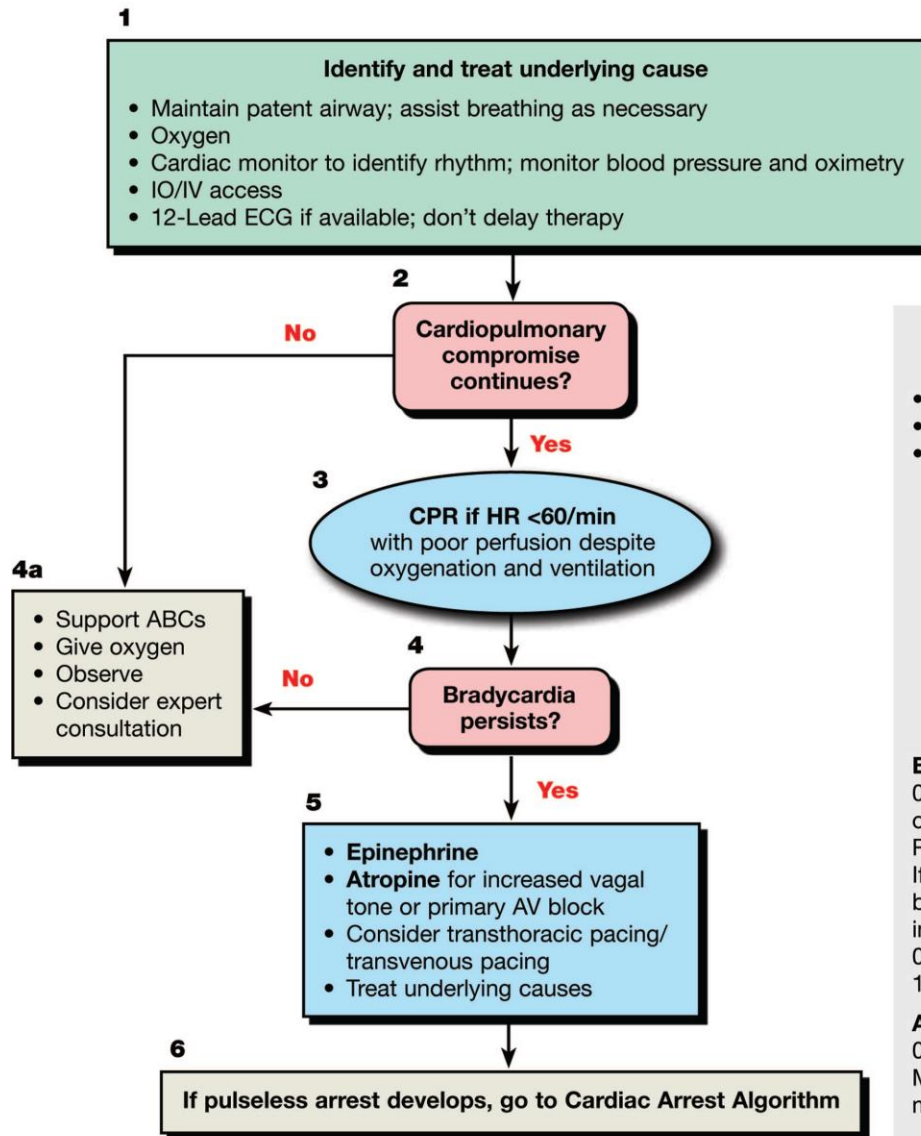 1
Identify and treat underlying cause
• Maintain patent airway; assist breathing as necessary
• Oxygen
• Cardiac monitor to identify rhythm; monitor blood pressure and oximetry
• IO/IV access
• 12-Lead ECG if available; don’t delay therapy
2
Cardiopulmonary
compromise
continues?
No
Yes
3
CPR if HR <60/min
with poor perfusion despite
oxygenation and ventilation
4a
• Support ABCs
• Give oxygen
• Observe
• Consider expert
consultation
4
Bradycardia
persists?
No
Yes
5
• Epinephrine
• Atropine for increased vagal
tone or primary AV block
• Consider transthoracic pacing/
transvenous pacing
• Treat underlying causes
6
If pulseless arrest develops, go to Cardiac Arrest Algorithm
•
•
•